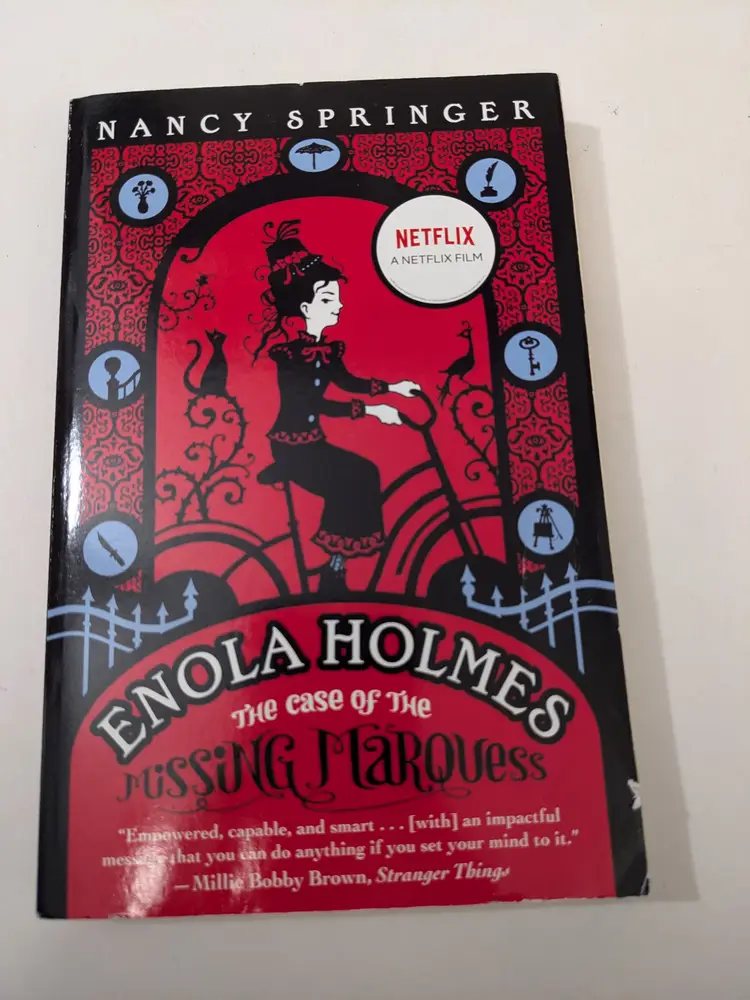 NANCY SPRINGER
NETFLIX
A NETFLIX FILM
ENOLA HOLMES
THE CASE OF THE
MISSING MARQUESS
“Empowered, capable, and smart . . . [with] an impactful
message that you can do anything if you set your mind to it.”
—Millie Bobby Brown, Stranger Things